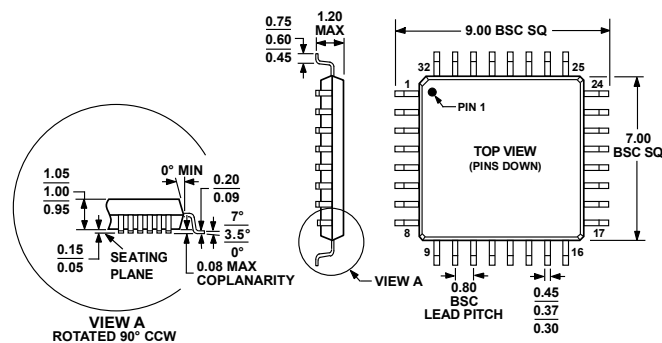 0.75
0.60
0.45
1.20
MAX
9.00 BSC SQ
32
25
1
24
PIN 1
TOP VIEW
(PINS DOWN)
7.00
BSC SQ
8
17
9
16
0.80
BSC
LEAD PITCH
0.45
0.37
0.30
VIEW A
0° MIN
1.05
1.00
0.95
0.20
0.09
7°
3.5°
0°
0.15
0.05
SEATING
PLANE
0.08 MAX
COPLANARITY
VIEW A
ROTATED 90° CCW